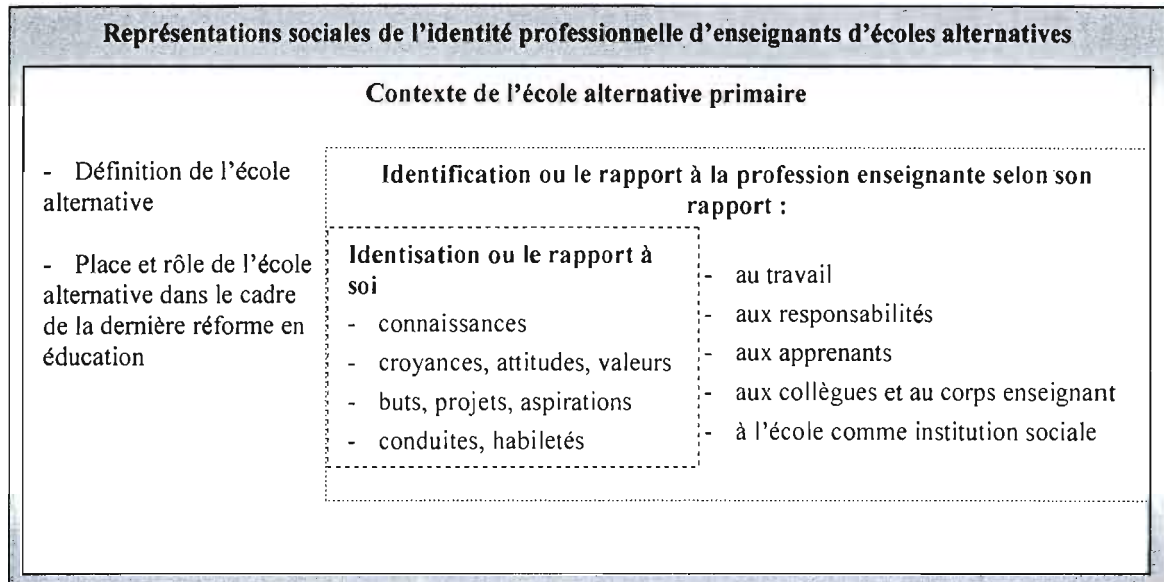 Représentations sociales de l'identité professionnelle d'enseignants d'écoles alternatives
Contexte de l'école alternative primaire
- Définition de l'école
alternative
- Place et rôle de l'école
alternative dans le cadre
de la dernière réforme en
éducation
Identification ou le rapport à la profession enseignante selon son
rapport :
Identisation ou le rapport à
soi
- connaissances
- croyances, attitudes, valeurs
- buts, projets, aspirations
- conduites, habiletés
- au travail
- aux responsabilités
- aux apprenants
- aux collègues et au corps enseignant
- à l'école comme institution sociale